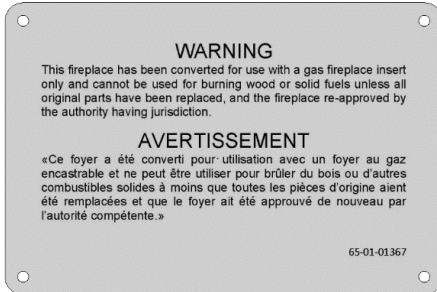 WARNING
This fireplace has been converted for use with a gas fireplace insert
only and cannot be used for burning wood or solid fuels unless all
original parts have been replaced, and the fireplace re-approved by
the authority having jurisdiction.
AVERTISSEMENT
«Ce foyer a été converti pour utilisation avec un foyer au gaz
encastrable et ne peut être utiliser pour brûler du bois ou d'autres
combustibles solides à moins que toutes les pièces d'origine aient
été remplacées et que le foyer ait été approuvé de nouveau par
l'autorité compétente.»
65-01-01367